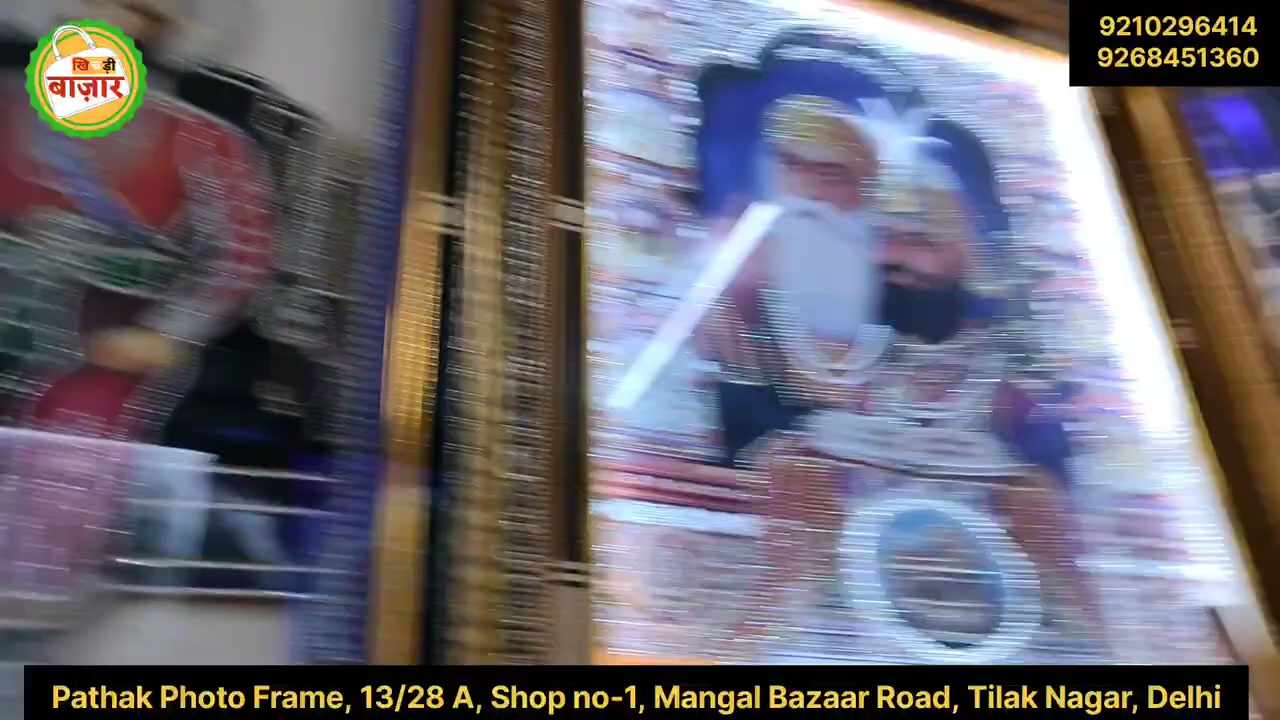 खिचड़ी
बाज़ार
9210296414
9268451360
Pathak Photo Frame, 13/28 A, Shop no-1, Mangal Bazaar Road, Tilak Nagar, Delhi